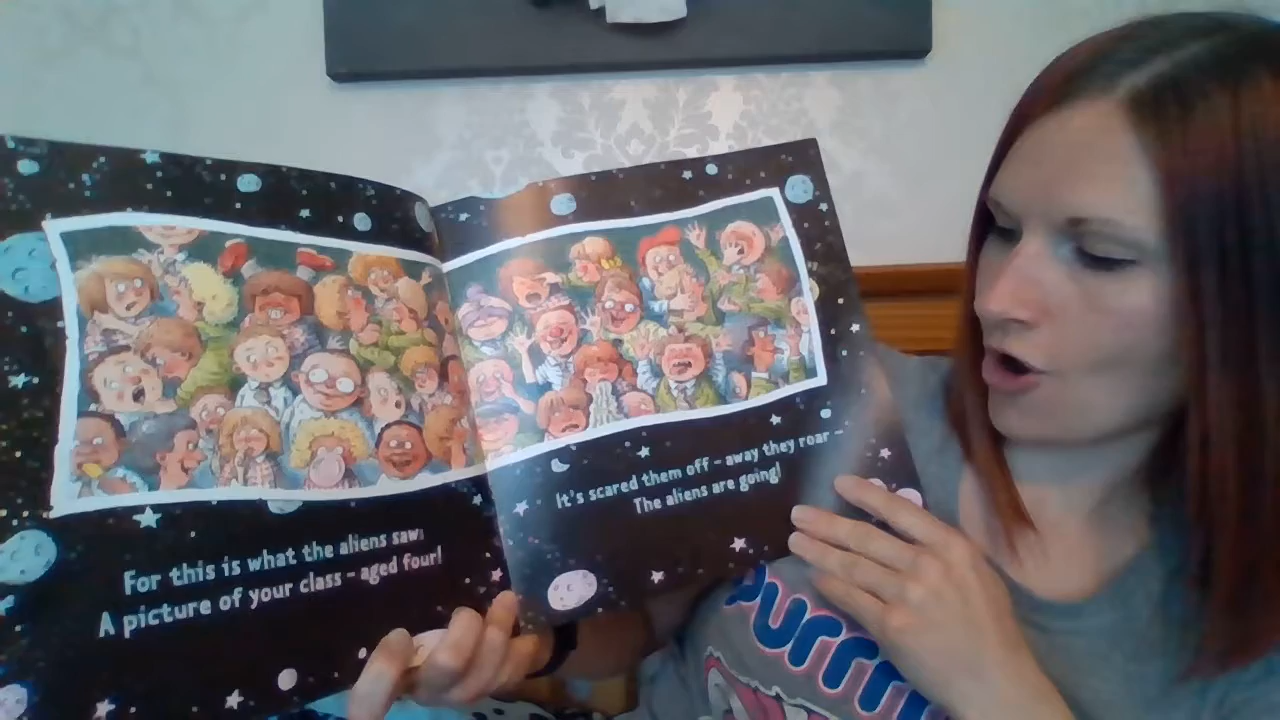 For this is what the aliens saw:
A picture of your class - aged four!
It's scared them off - away they roar -
The aliens are going!
purrr